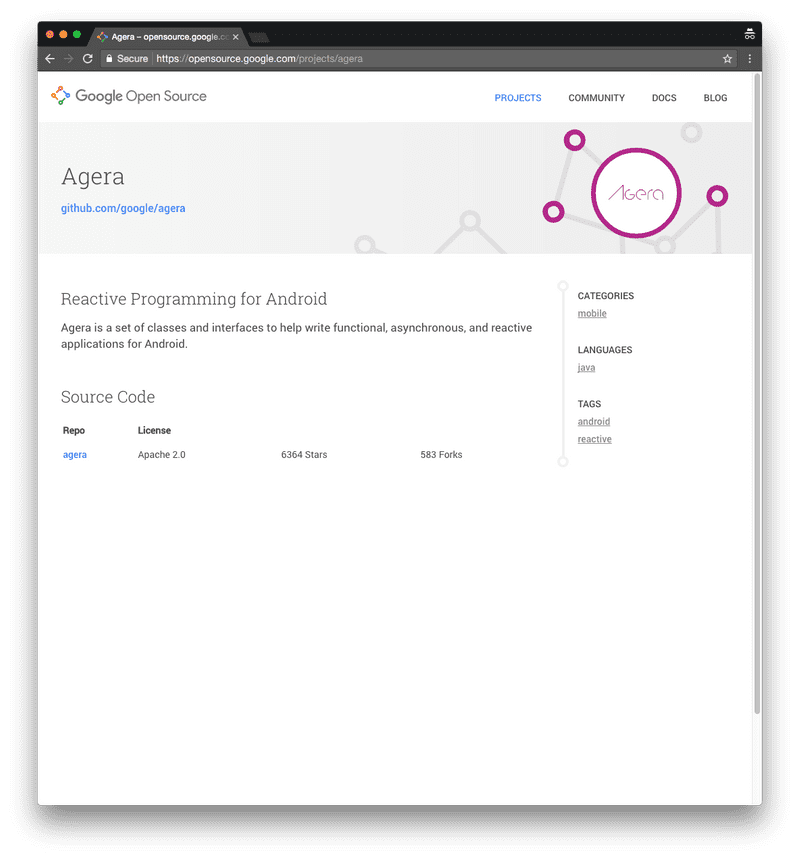 Agera – opensource.google.co
Secure https://opensource.google.com/projects/agera
Google Open Source
PROJECTS COMMUNITY DOCS BLOG
Agera
github.com/google/agera
Agera
Reactive Programming for Android
Agera is a set of classes and interfaces to help write functional, asynchronous, and reactive
applications for Android.
Source Code
Repo License
agera Apache 2.0 6364 Stars 583 Forks
CATEGORIES
mobile
LANGUAGES
java
TAGS
android
reactive